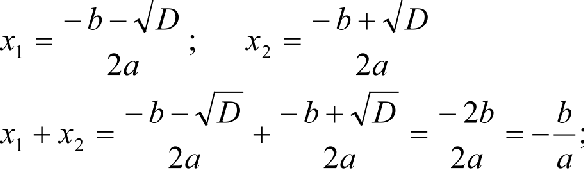 x₁ = (−b − √D)/(2a) ; x₂ = (−b + √D)/(2a)
x₁ + x₂ = (−b − √D)/(2a) + (−b + √D)/(2a) = (−2b)/(2a) = −b/a;